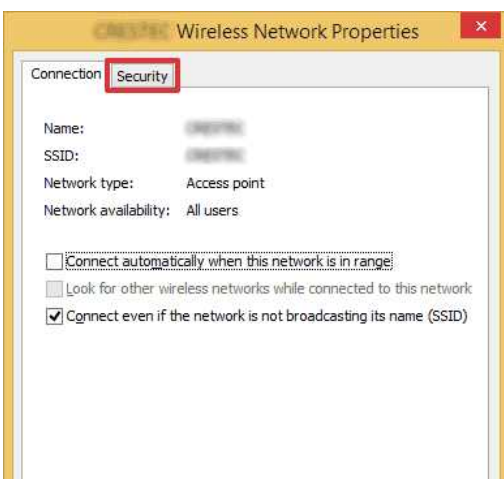 Wireless Network Properties
Connection
Security
Name:
SSID:
Network type: Access point
Network availability: All users
Connect automatically when this network is in range
Look for other wireless networks while connected to this network
Connect even if the network is not broadcasting its name (SSID)